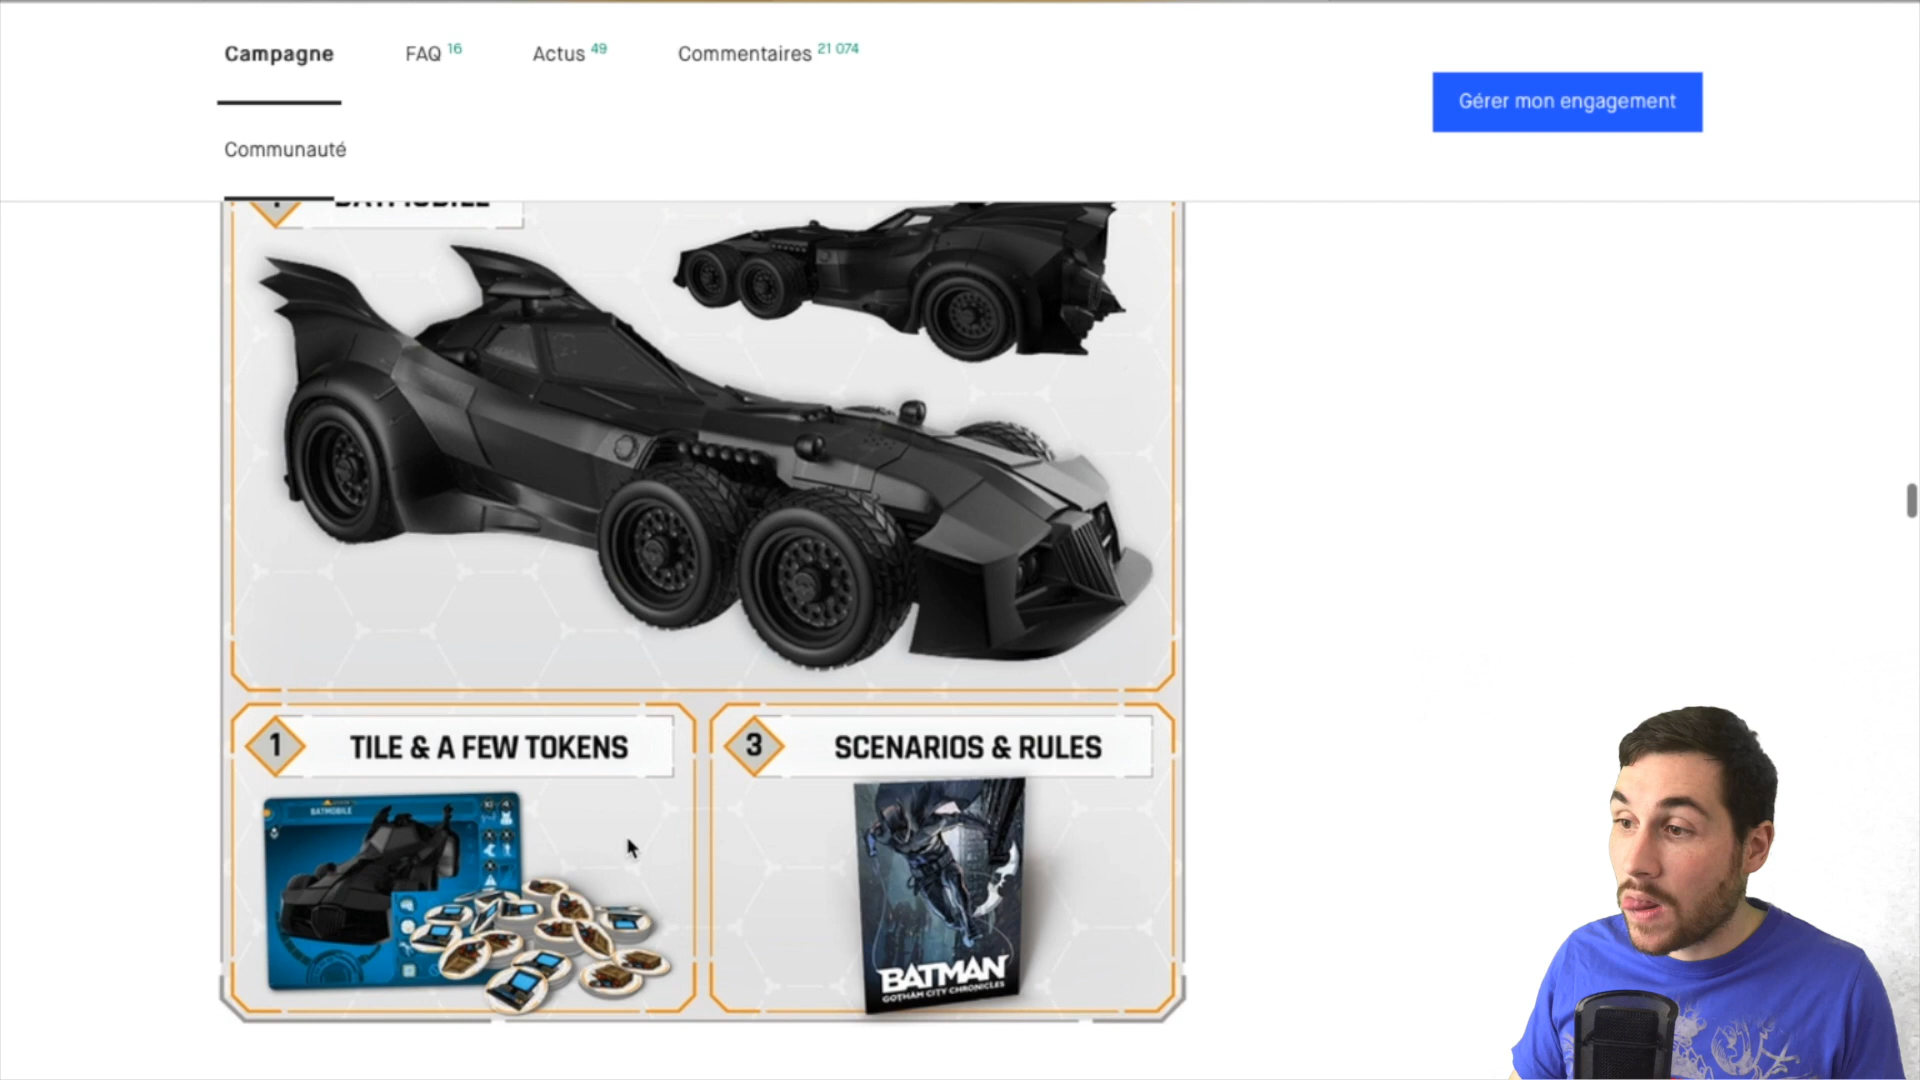 Campagne
FAQ 16
Actus 49
Commentaires 21 074
Gérer mon engagement
Communauté
BATMOBILE
1
TILE & A FEW TOKENS
3
SCENARIOS & RULES
BATMOBILE
BATMAN
GOTHAM CITY CHRONICLES